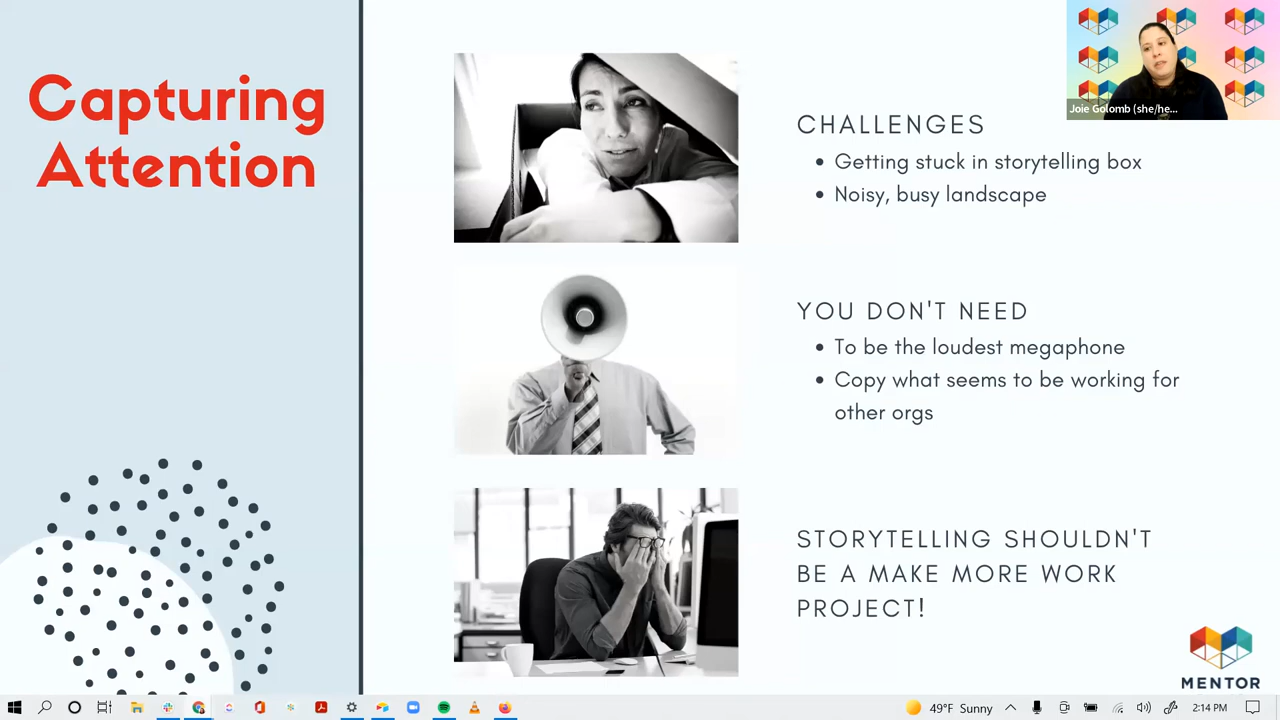 Capturing
Attention
CHALLENGES
Getting stuck in storytelling box
Noisy, busy landscape
YOU DON'T NEED
To be the loudest megaphone
Copy what seems to be working for
other orgs
STORYTELLING SHOULDN'T
BE A MAKE MORE WORK
PROJECT!
Joie Golomb (she/he...
MENTOR
49°F Sunny
2:14 PM